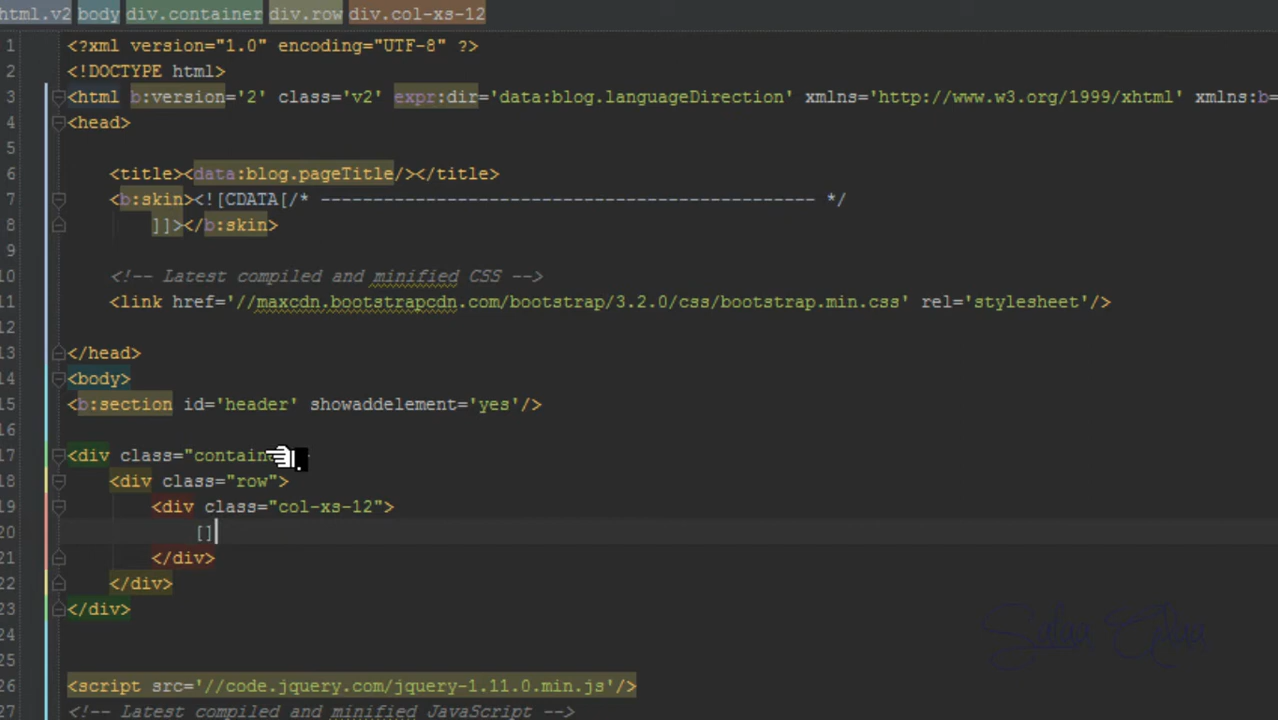 html.v2 body div.container div.row div.col-xs-12
1 <?xml version="1.0" encoding="UTF-8" ?>
2 <!DOCTYPE html>
3 <html b:version='2' class='v2' expr:dir='data:blog.languageDirection' xmlns='http://www.w3.org/1999/xhtml' xmlns:b=
4 <head>
5
6 <title><data:blog.pageTitle/></title>
7 <b:skin><![CDATA[/* ----------------------------------------------- */
8 ]]></b:skin>
9
10 <!-- Latest compiled and minified CSS -->
11 <link href='//maxcdn.bootstrapcdn.com/bootstrap/3.2.0/css/bootstrap.min.css' rel='stylesheet'/>
12
13 </head>
14 <body>
15 <b:section id='header' showaddelement='yes'/>
16
17 <div class="contain
18 <div class="row">
19 <div class="col-xs-12">
20 []
21 </div>
22 </div>
23 </div>
24
25
26 <script src='//code.jquery.com/jquery-1.11.0.min.js'/>
27 <!-- Latest compiled and minified JavaScript -->